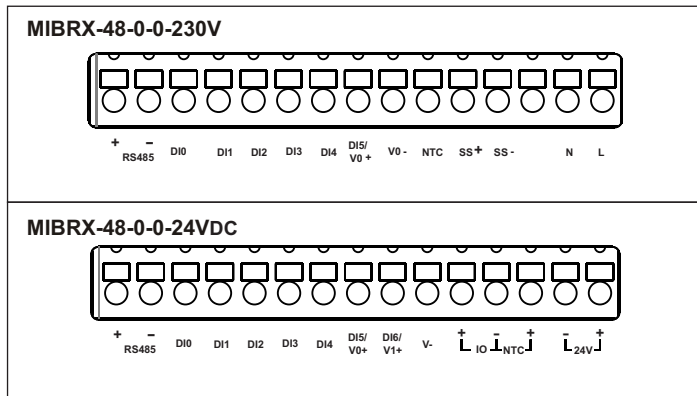 MIBRX-48-0-0-230V
+ − RS485 DI0 DI1 DI2 DI3 DI4 DI5/ V0 + V0 - NTC SS+ SS - N L
MIBRX-48-0-0-24VDC
+ − RS485 DI0 DI1 DI2 DI3 DI4 DI5/ V0+ DI6/ V1+ V- + IO − NTC + − 24V +